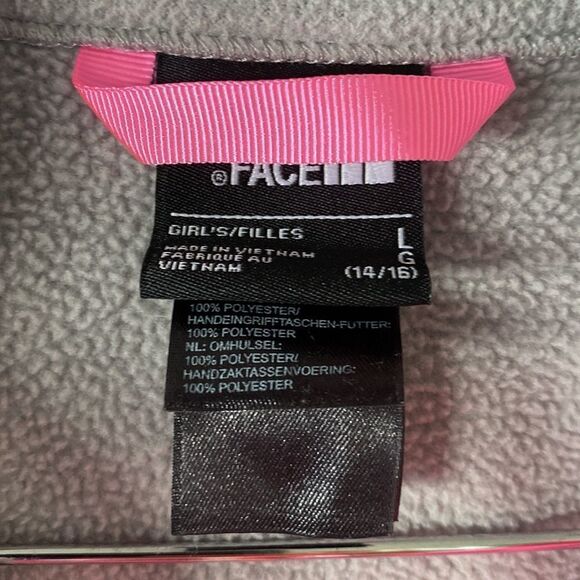 ®FACE
GIRL'S/FILLES
L
MADE IN VIETNAM
G
FABRIQUÉ AU
VIETNAM
(14/16)
100% POLYESTER/
HANDEINGRIFFTASCHEN-FUTTER:
100% POLYESTER
NL: OMHULSEL:
100% POLYESTER/
HANDZAKTASSENVOERING:
100% POLYESTER